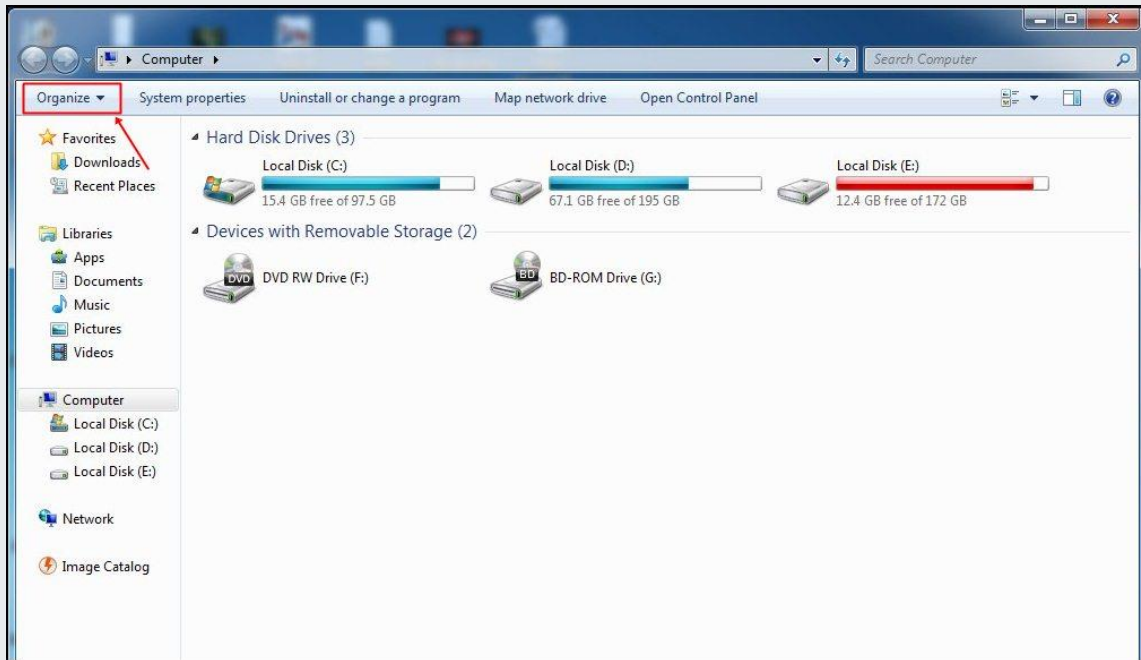 Computer
Search Computer
Organize
System properties
Uninstall or change a program
Map network drive
Open Control Panel
Favorites
Downloads
Recent Places
Libraries
Apps
Documents
Music
Pictures
Videos
Computer
Local Disk (C:)
Local Disk (D:)
Local Disk (E:)
Network
Image Catalog
Hard Disk Drives (3)
Local Disk (C:)
15.4 GB free of 97.5 GB
Local Disk (D:)
67.1 GB free of 195 GB
Local Disk (E:)
12.4 GB free of 172 GB
Devices with Removable Storage (2)
DVD
DVD RW Drive (F:)
BD
BD-ROM Drive (G:)